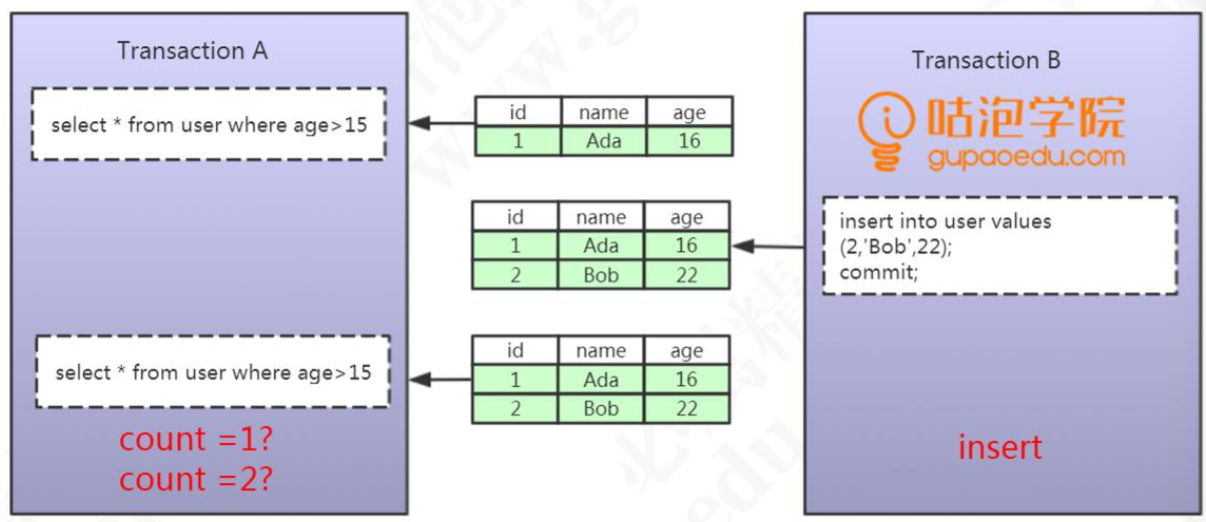 Transaction A
select * from user where age>15
id name age
1 Ada 16
Transaction B
咕泡学院
gupaoedu.com
id name age
1 Ada 16
2 Bob 22
insert into user values
(2,'Bob',22);
commit;
select * from user where age>15
id name age
1 Ada 16
2 Bob 22
count =1?
count =2?
insert